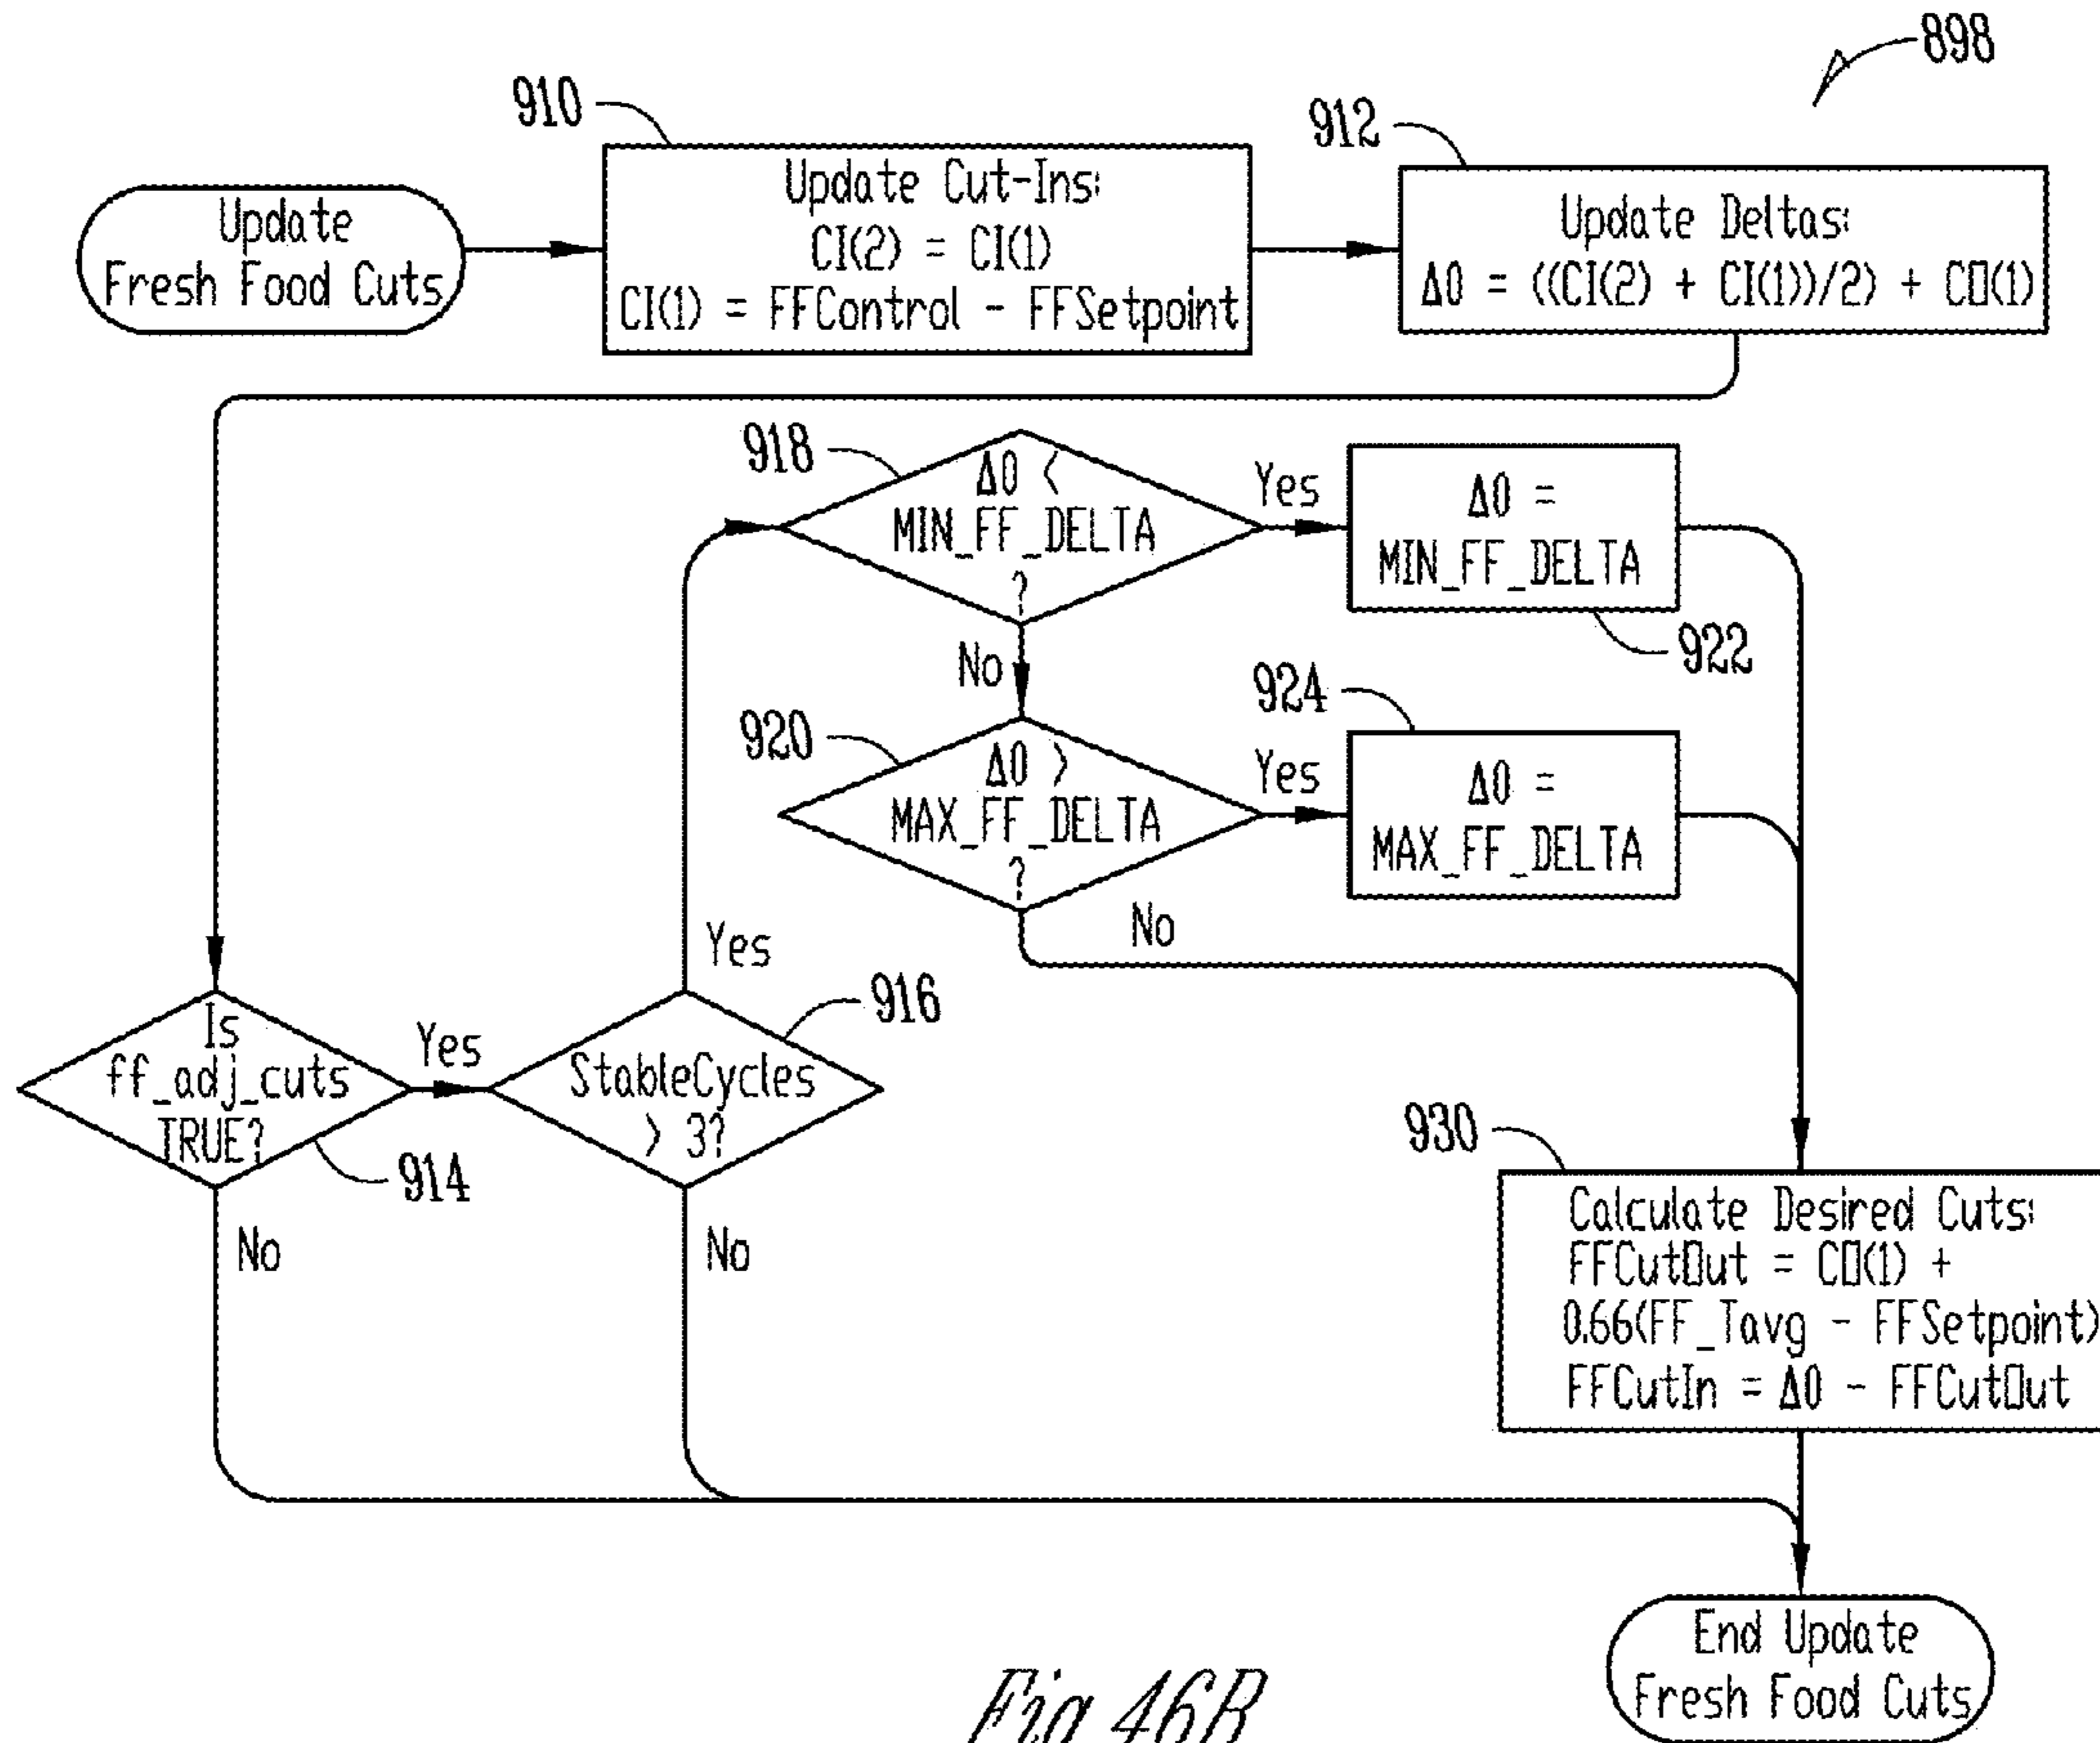 898
910
912
Update
Fresh Food Cuts
Update Cut-Ins:
CI(2) = CI(1)
CI(1) = FFControl - FFSetpoint
Update Deltas:
Δ0 = ((CI(2) + CI(1))/2) + CO(1)
918
Δ0 <
MIN_FF_DELTA
?
Yes
Δ0 =
MIN_FF_DELTA
922
No
920
Δ0 >
MAX_FF_DELTA
?
Yes
924
Δ0 =
MAX_FF_DELTA
No
Is
ff_adj_cuts
TRUE?
914
Yes
No
StableCycles
> 3?
916
Yes
No
930
Calculate Desired Cuts:
FFCutOut = CO(1) +
0.66(FF_Tavg - FFSetpoint)
FFCutIn = Δ0 - FFCutOut
End Update
Fresh Food Cuts
Fig. 46B